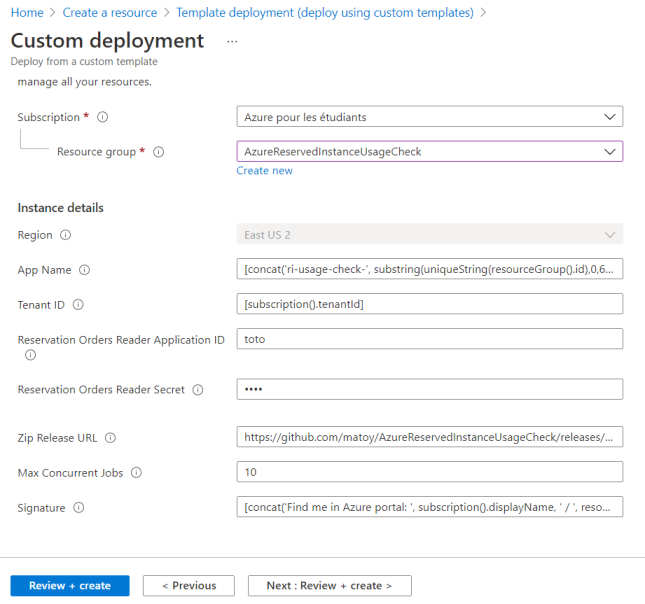 Home > Create a resource > Template deployment (deploy using custom templates) >
Custom deployment ...
Deploy from a custom template
manage all your resources.
Subscription * Azure pour les étudiants
Resource group * AzureReservedInstanceUsageCheck
Create new
Instance details
Region East US 2
App Name [concat('ri-usage-check-', substring(uniqueString(resourceGroup().id),0,6...
Tenant ID [subscription().tenantId]
Reservation Orders Reader Application ID toto
Reservation Orders Reader Secret ••••
Zip Release URL https://github.com/matoy/AzureReservedInstanceUsageCheck/releases/...
Max Concurrent Jobs 10
Signature [concat('Find me in Azure portal: ', subscription().displayName, ' / ', reso...
Review + create < Previous Next : Review + create >